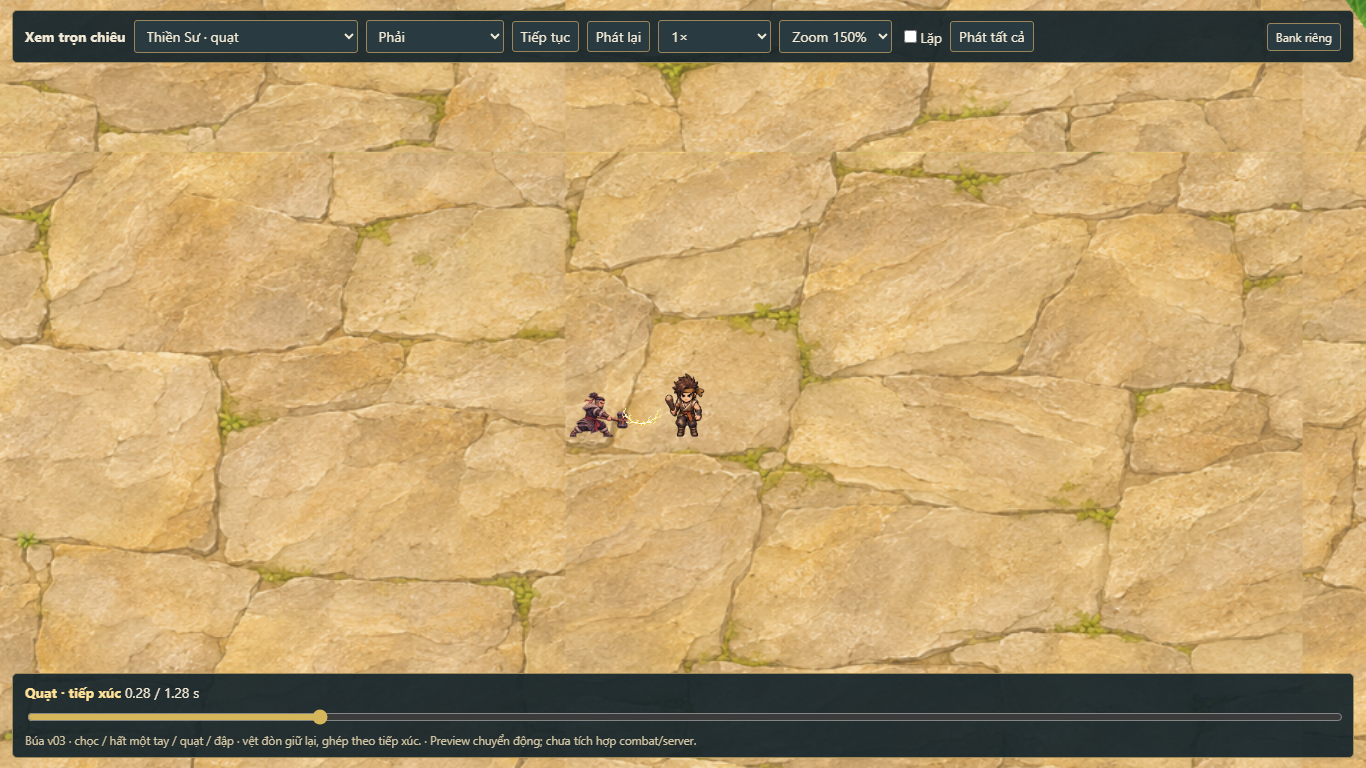 Xem trọn chiêu Thiền Sư · quạt Phải Tiếp tục Phát lại 1× Zoom 150% Lặp Phát tất cả Bank riêng
Quạt · tiếp xúc 0.28 / 1.28 s
Búa v03 · chọc / hất một tay / quạt / đập · vệt đòn giữ lại, ghép theo tiếp xúc. · Preview chuyển động; chưa tích hợp combat/server.